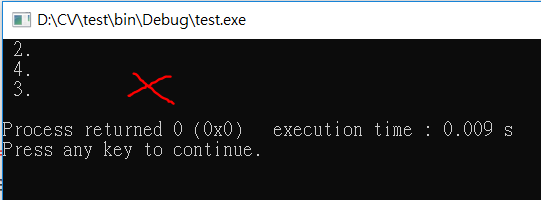 D:\CV\test\bin\Debug\test.exe
2.
4.
3.
Process returned 0 (0x0)   execution time : 0.009 s
Press any key to continue.